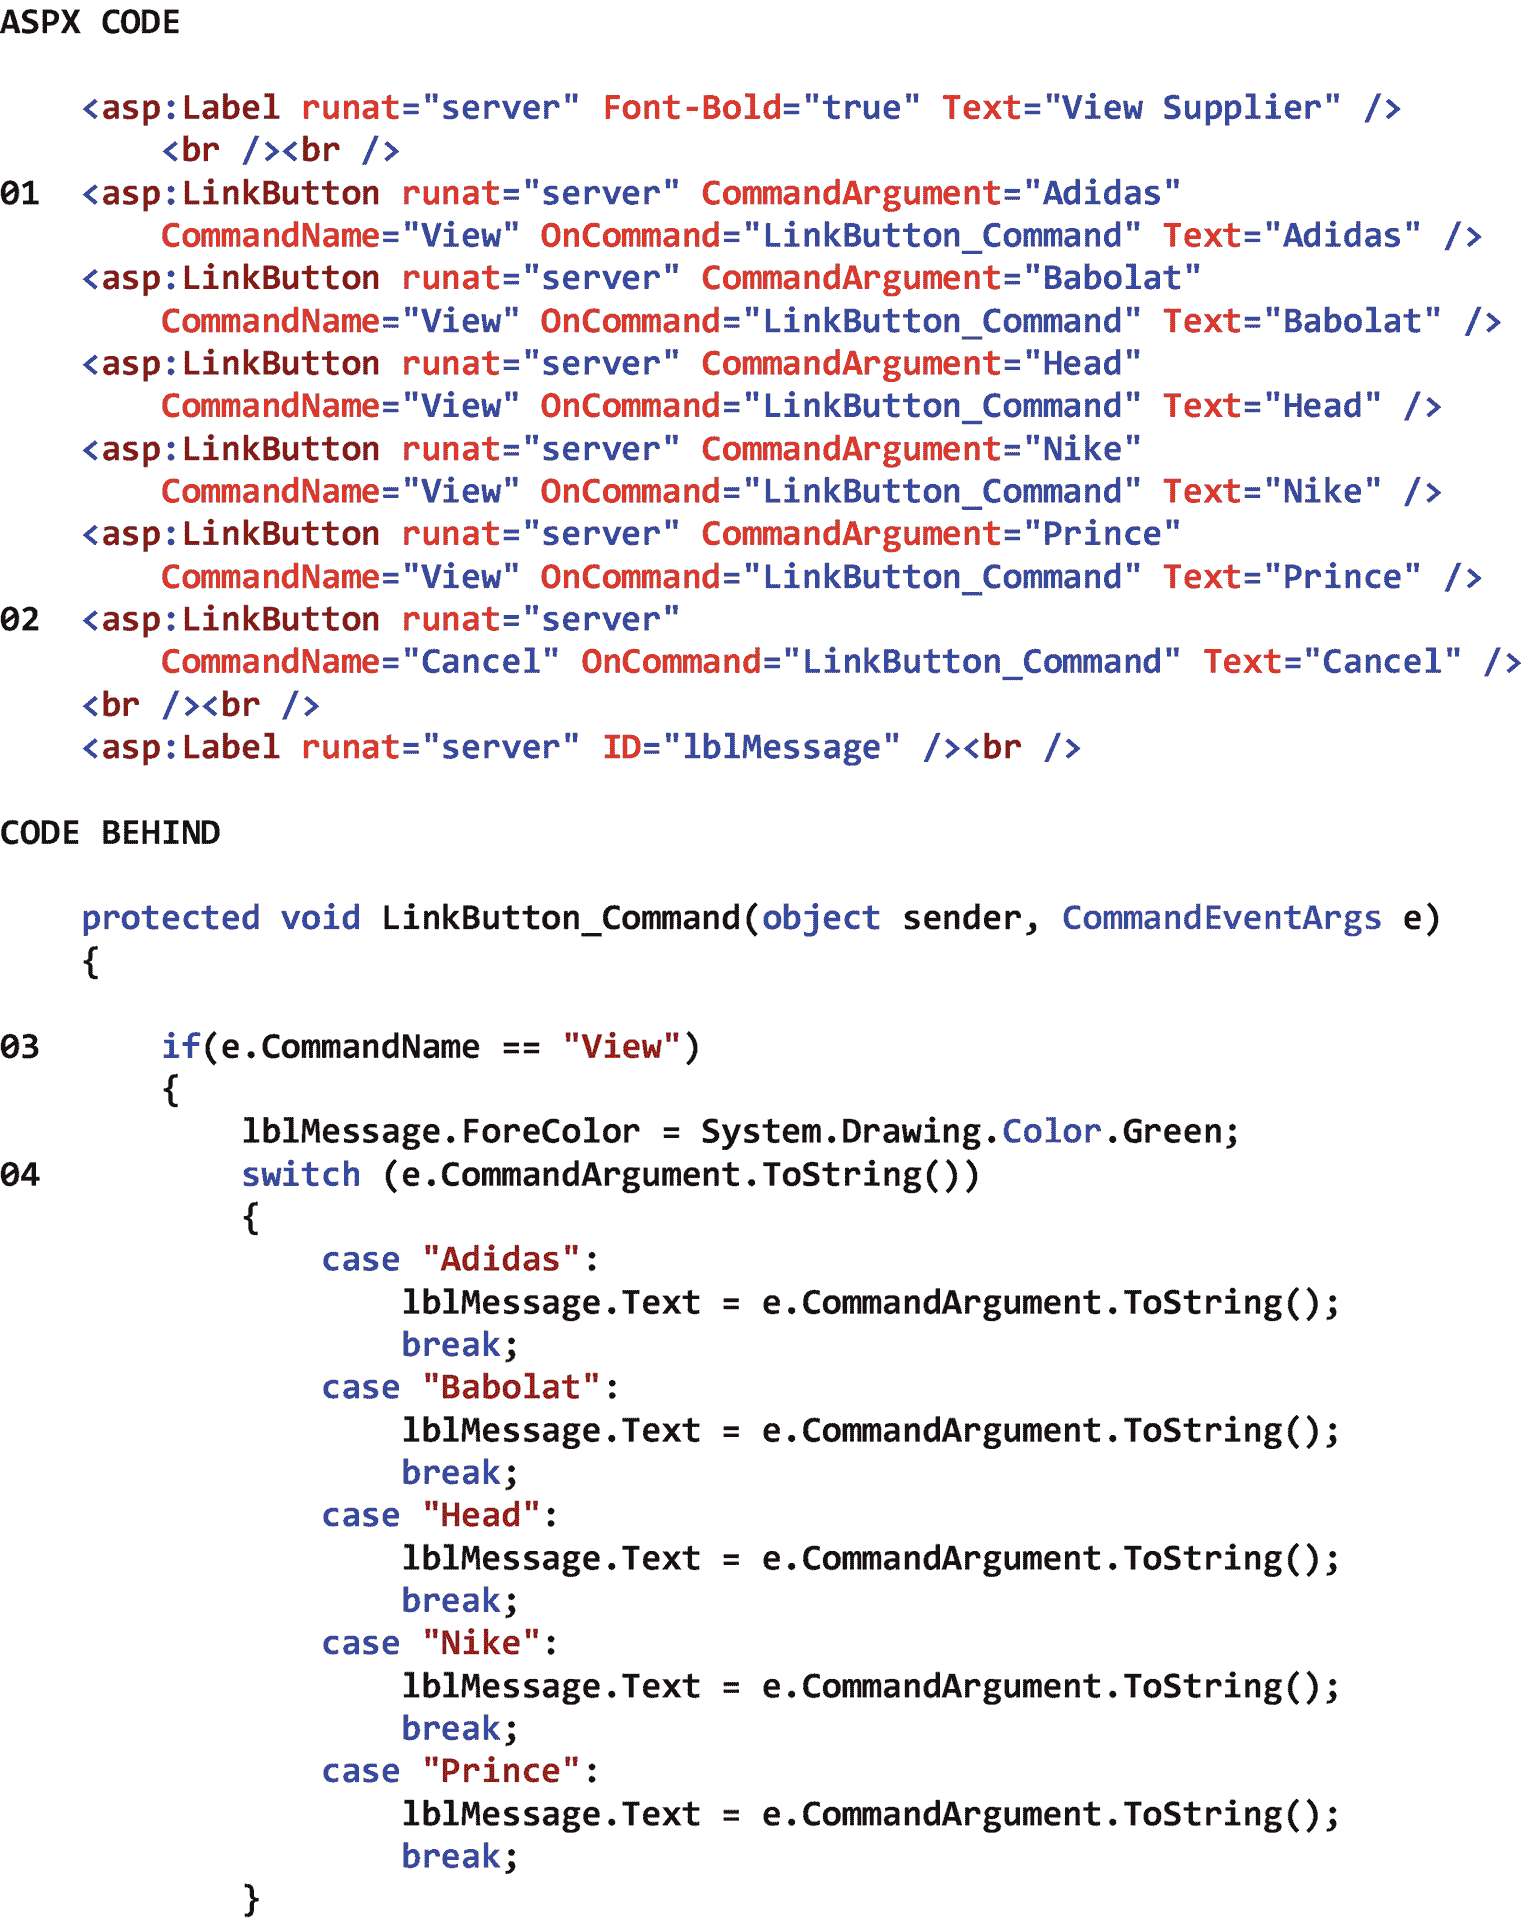 ASPX CODE
<asp:Label runat="server" Font-Bold="true" Text="View Supplier" />
<br /><br />
01 <asp:LinkButton runat="server" CommandArgument="Adidas"
CommandName="View" OnCommand="LinkButton_Command" Text="Adidas" />
<asp:LinkButton runat="server" CommandArgument="Babolat"
CommandName="View" OnCommand="LinkButton_Command" Text="Babolat" />
<asp:LinkButton runat="server" CommandArgument="Head"
CommandName="View" OnCommand="LinkButton_Command" Text="Head" />
<asp:LinkButton runat="server" CommandArgument="Nike"
CommandName="View" OnCommand="LinkButton_Command" Text="Nike" />
<asp:LinkButton runat="server" CommandArgument="Prince"
CommandName="View" OnCommand="LinkButton_Command" Text="Prince" />
02 <asp:LinkButton runat="server"
CommandName="Cancel" OnCommand="LinkButton_Command" Text="Cancel" />
<br /><br />
<asp:Label runat="server" ID="lblMessage" /><br />
CODE BEHIND
protected void LinkButton_Command(object sender, CommandEventArgs e)
{
03 if(e.CommandName == "View")
{
lblMessage.ForeColor = System.Drawing.Color.Green;
04 switch (e.CommandArgument.ToString())
{
case "Adidas":
lblMessage.Text = e.CommandArgument.ToString();
break;
case "Babolat":
lblMessage.Text = e.CommandArgument.ToString();
break;
case "Head":
lblMessage.Text = e.CommandArgument.ToString();
break;
case "Nike":
lblMessage.Text = e.CommandArgument.ToString();
break;
case "Prince":
lblMessage.Text = e.CommandArgument.ToString();
break;
}